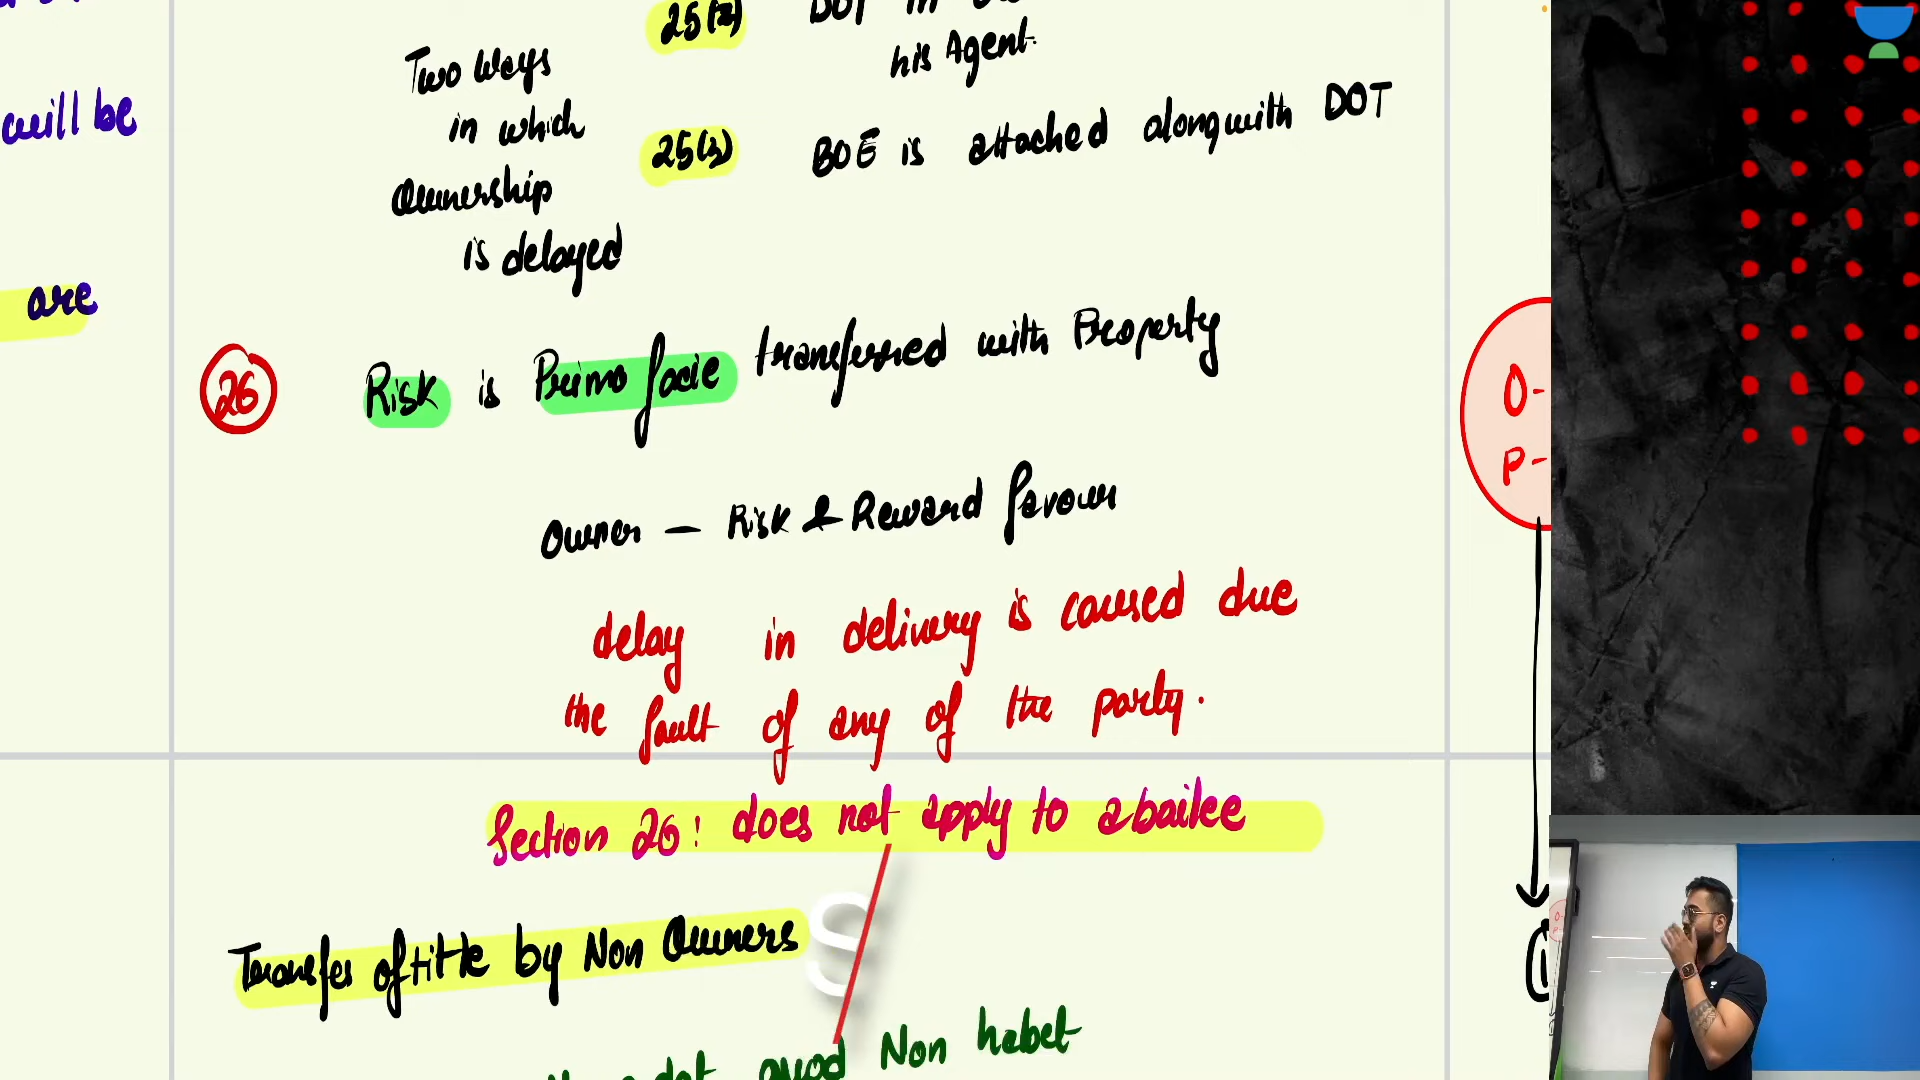 25(2)
his Agent.
Two Ways
in which
Ownership
is delayed
25(3) BOE is attached alongwith DOT
will be
are
26 Risk is Prima facie transferred with Property
Owner — Risk & Reward favour
delay in delivery is caused due
the fault of any of the party.
Section 26: does not apply to a bailee
Transfer of title by Non Owners
quod Non habet
O-
P-